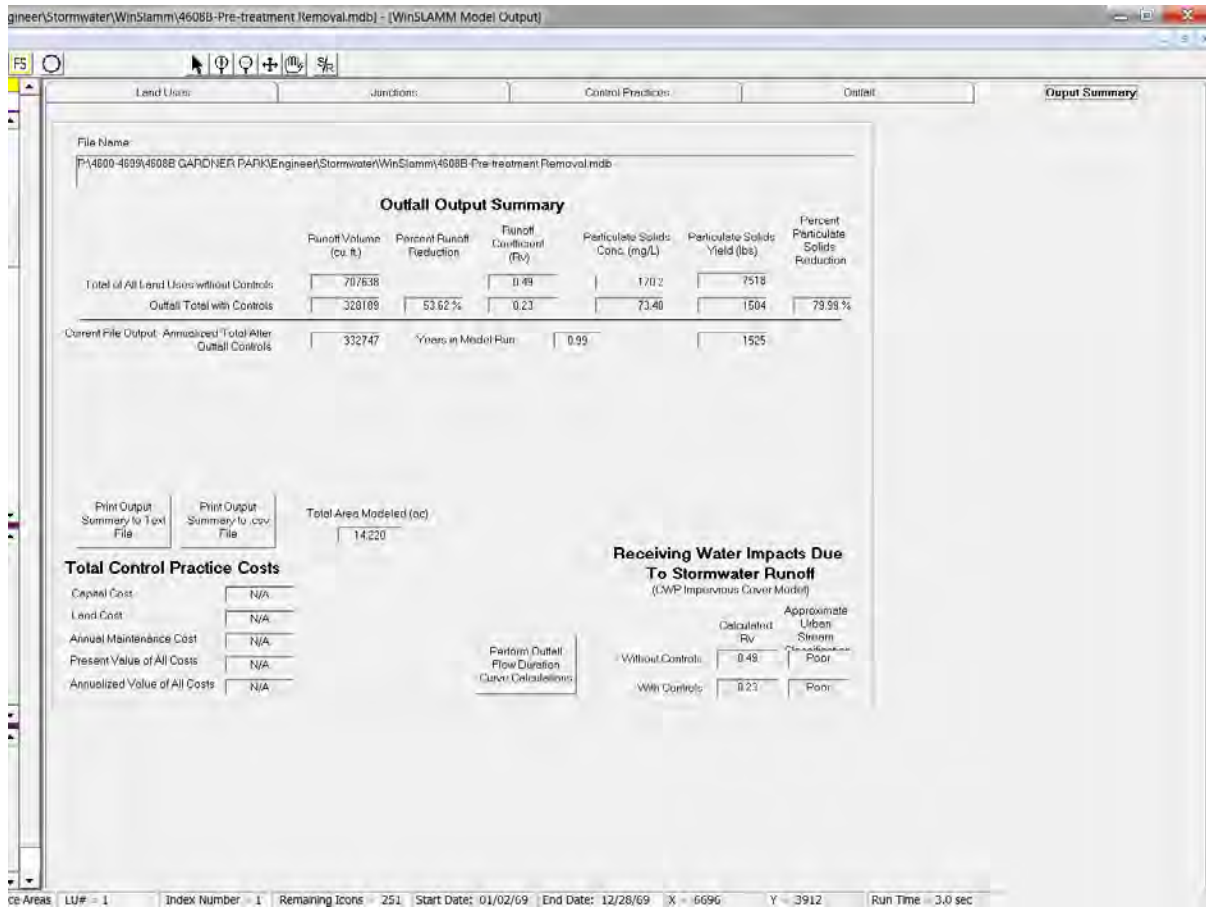 gineer\Stormwater\WinSlamm\4608B-Pre-treatment Removal.mdb] - [WinSLAMM Model Output]
F5
S/R
Land Uses Junctions Control Practices Outfall Ouput Summary
File Name
P:\4600-4699\4608B GARDNER PARK\Engineer\Stormwater\WinSlamm\4608B-Pre-treatment Removal.mdb
Outfall Output Summary
Runoff Volume (cu. ft.) Percent Runoff Reduction Runoff Coefficient (Rv) Particulate Solids Conc. (mg/L) Particulate Solids Yield (lbs) Percent Particulate Solids Reduction
Total of All Land Uses without Controls 707638 0.49 170.2 7518
Outfall Total with Controls 328189 53.62 % 0.23 73.40 1504 79.99 %
Current File Output: Annualized Total After Outfall Controls 332747 Years in Model Run: 0.99 1525
Print Output Summary to Text File
Print Output Summary to .csv File
Total Area Modeled (ac)
14.220
Total Control Practice Costs
Capital Cost N/A
Land Cost N/A
Annual Maintenance Cost N/A
Present Value of All Costs N/A
Annualized Value of All Costs N/A
Perform Outfall Flow Duration Curve Calculations
Receiving Water Impacts Due To Stormwater Runoff
(CWP Impervious Cover Model)
Calculated Rv Approximate Urban Stream Classification
Without Controls 0.49 Poor
With Controls 0.23 Poor
ce Areas LU# = 1 Index Number = 1 Remaining Icons = 251 Start Date: 01/02/69 End Date: 12/28/69 X = 6696 Y = 3912 Run Time = 3.0 sec